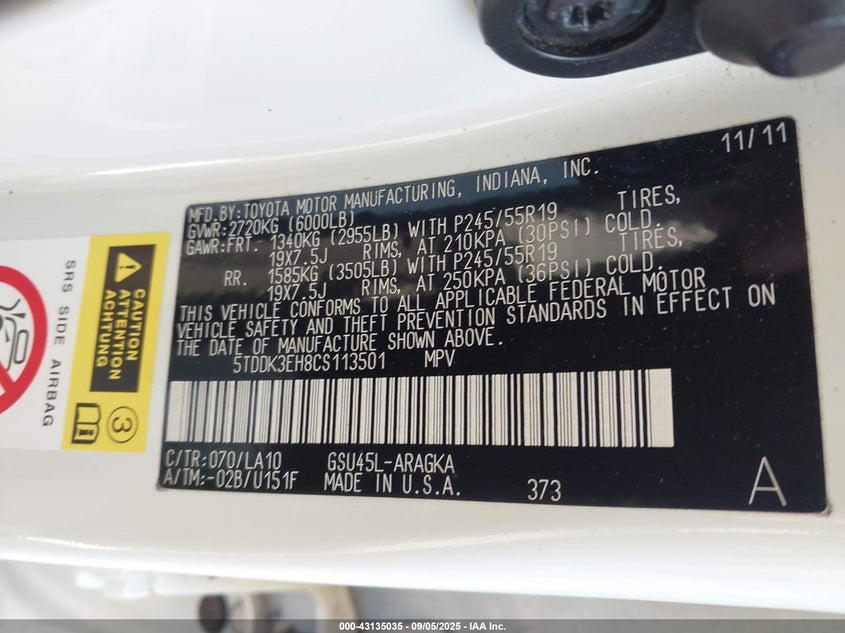 11/11
MFD.BY:TOYOTA MOTOR MANUFACTURING, INDIANA, INC.
GVWR:2720KG (6000LB)
GAWR:FRT. 1340KG (2955LB) WITH P245/55R19 TIRES,
19X7.5J RIMS, AT 210KPA (30PSI) COLD.
RR. 1585KG (3505LB) WITH P245/55R19 TIRES,
19X7.5J RIMS, AT 250KPA (36PSI) COLD.
THIS VEHICLE CONFORMS TO ALL APPLICABLE FEDERAL MOTOR
VEHICLE SAFETY AND THEFT PREVENTION STANDARDS IN EFFECT ON
THE DATE OF MANUFACTURE SHOWN ABOVE.
5TDDK3EH8CS113501 MPV
C/TR:070/LA10 GSU45L-ARAGKA
A/TM:-02B/U151F MADE IN U.S.A. 373 A
SRS SIDE AIRBAG
CAUTION
ATTENTION
ACHTUNG
3
000-43135035 - 09/05/2025 - IAA Inc.